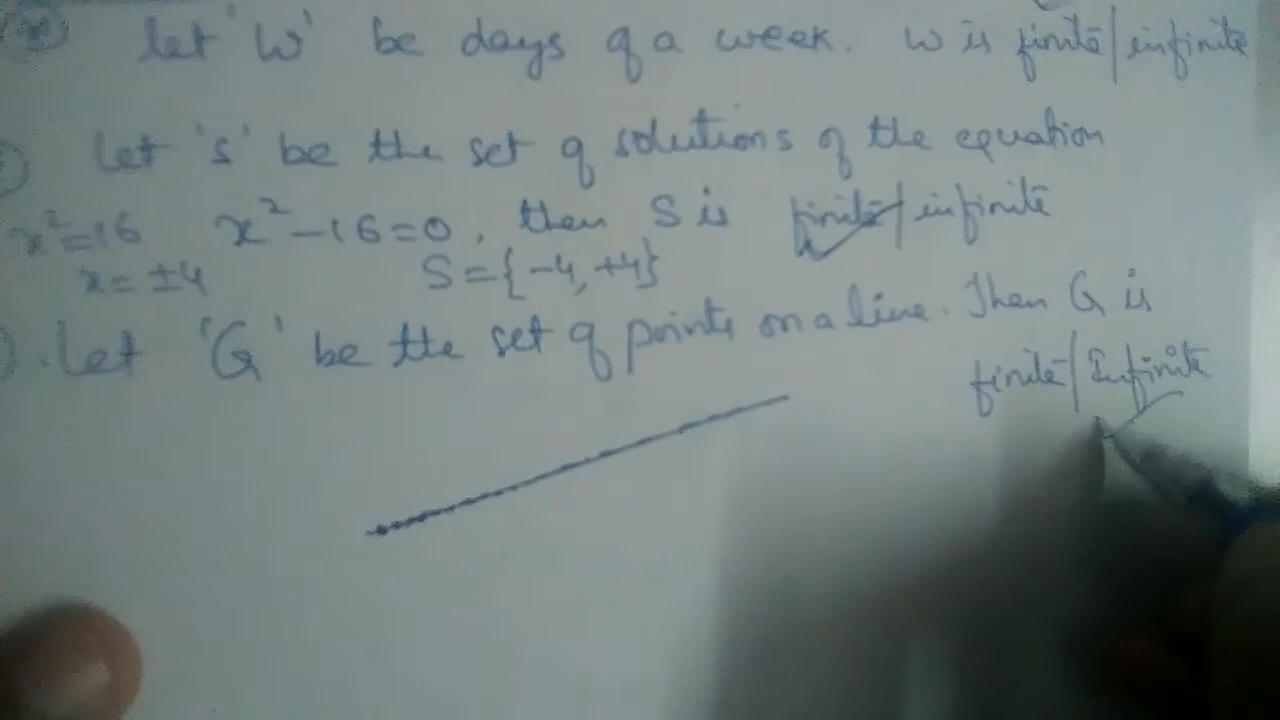 let 'W' be days of a week. W is finite/infinite
Let 's' be the set of solutions of the equation
x²=16 x²-16=0, then S is finite/infinite
x=±4 S={-4,+4}
Let 'G' be the set of points on a line. Then G is
finite/Infinite